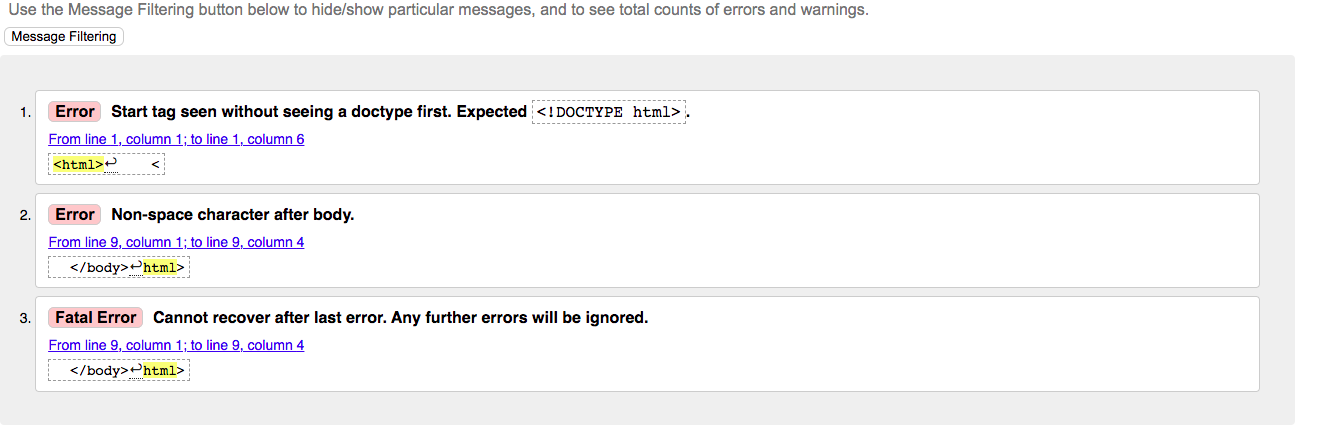 Use the Message Filtering button below to hide/show particular messages, and to see total counts of errors and warnings.
Message Filtering
1. Error Start tag seen without seeing a doctype first. Expected <!DOCTYPE html>.
From line 1, column 1; to line 1, column 6
<html>↩    <
2. Error Non-space character after body.
From line 9, column 1; to line 9, column 4
</body>↩html>
3. Fatal Error Cannot recover after last error. Any further errors will be ignored.
From line 9, column 1; to line 9, column 4
</body>↩html>